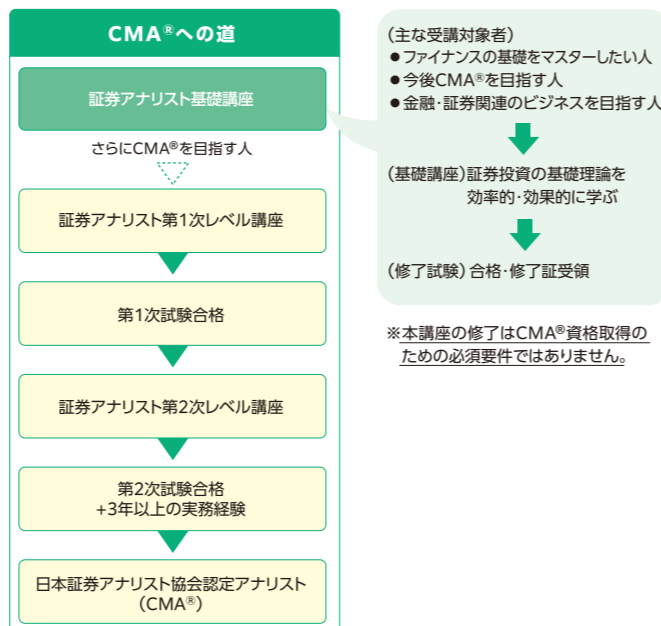 CMA®への道
証券アナリスト基礎講座
さらにCMA®を目指す人
証券アナリスト第1次レベル講座
第1次試験合格
証券アナリスト第2次レベル講座
第2次試験合格
+3年以上の実務経験
日本証券アナリスト協会認定アナリスト
(CMA®)
(主な受講対象者)
●ファイナンスの基礎をマスターしたい人
●今後CMA®を目指す人
●金融・証券関連のビジネスを目指す人
(基礎講座)証券投資の基礎理論を
効率的・効果的に学ぶ
(修了試験)合格・修了証受領
※本講座の修了はCMA®資格取得の
ための必須要件ではありません。